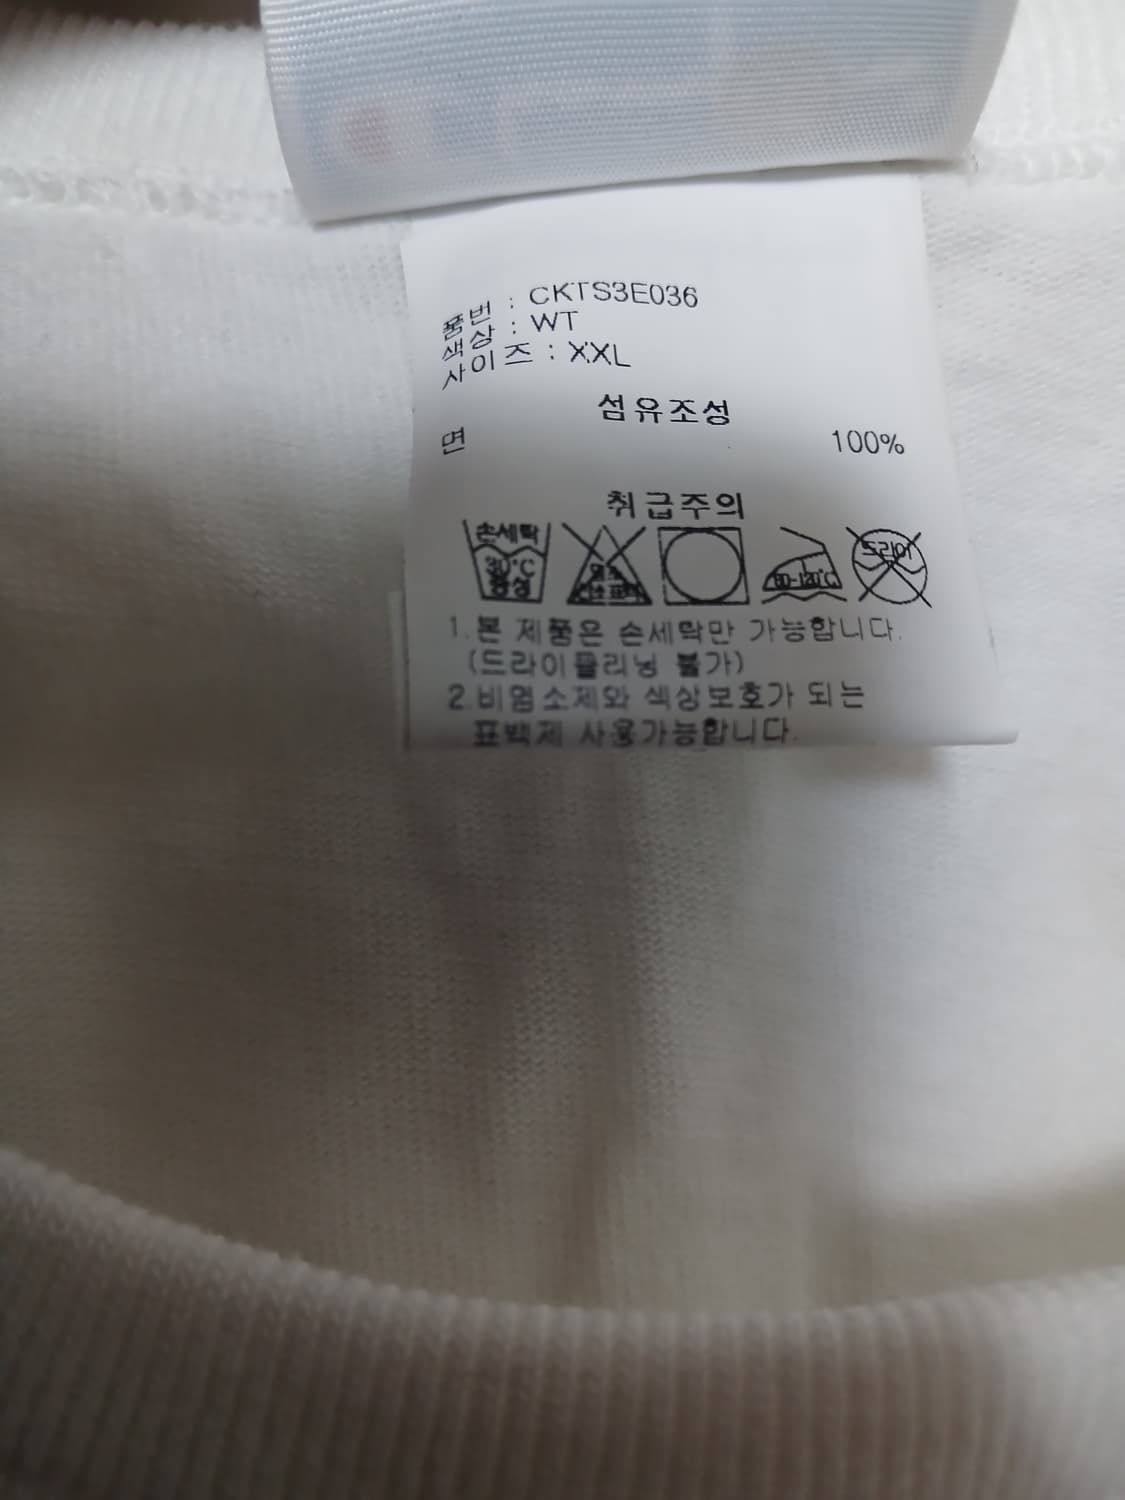 품번 : CKTS3E036
색상 : WT
사이즈 : XXL
섬유조성
면 100%
취급주의
손세탁
30°C
중성
80-120°C
드라이
1.본 제품은 손세탁만 가능합니다.
(드라이클리닝 불가)
2.비염소제와 색상보호가 되는
표백제 사용가능합니다.